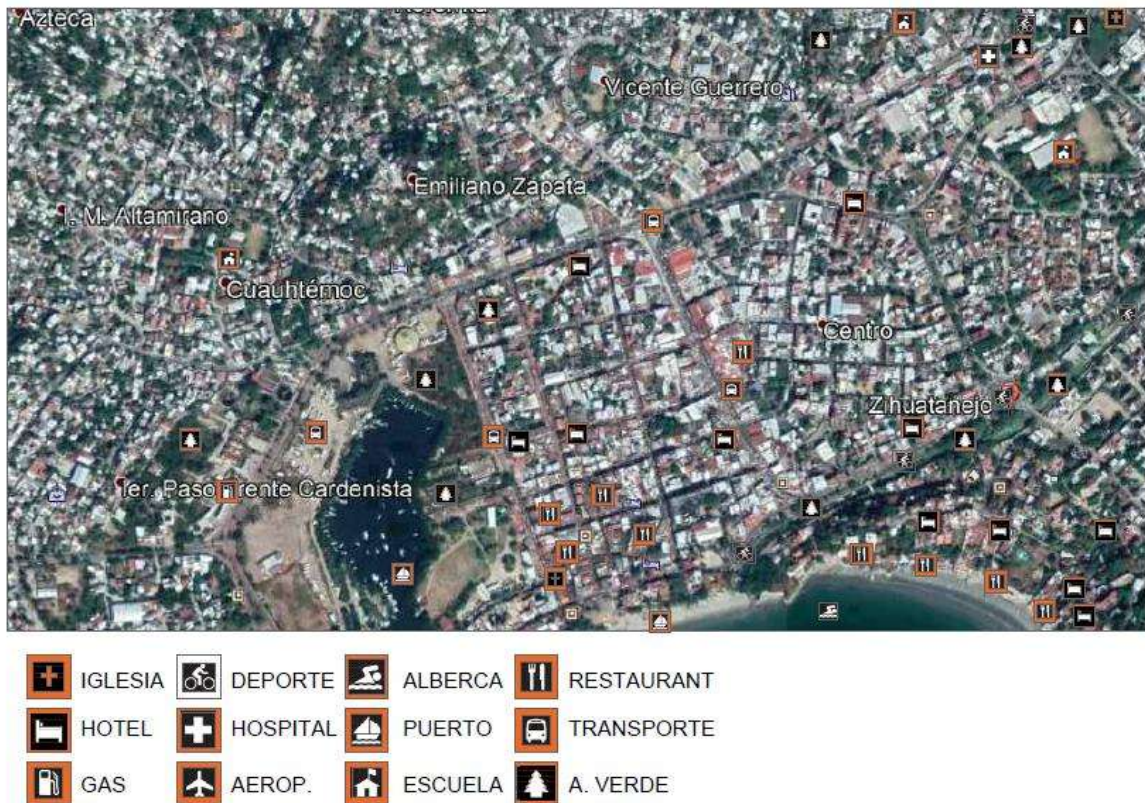 Azteca
Vicente Guerrero
Emiliano Zapata
I. M. Altamirano
Cuauhtémoc
Centro
Zihuatanejo
1er. Paso Frente Cardenista
IGLESIA DEPORTE ALBERCA RESTAURANT
HOTEL HOSPITAL PUERTO TRANSPORTE
GAS AEROP. ESCUELA A. VERDE